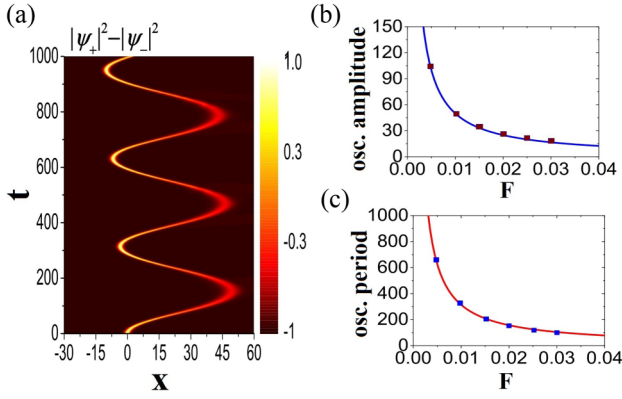 (a)
|ψ₊|²−|ψ₋|²
1000
800
600
400
200
0
t
-30 -15 0 15 30 45 60
x
1.0
0.3
-0.3
-1
(b)
osc. amplitude
150
120
90
60
30
0
0.00 0.01 0.02 0.03 0.04
F
(c)
osc. period
1000
800
600
400
200
0
0.00 0.01 0.02 0.03 0.04
F